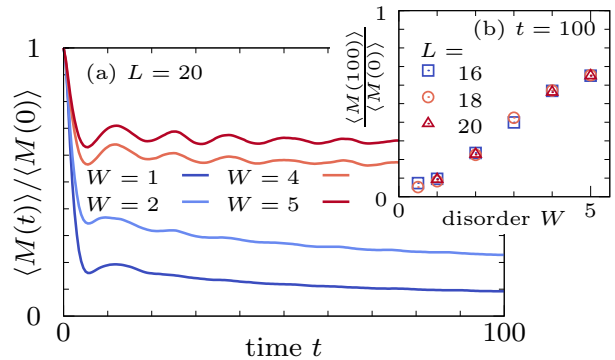 1
0
⟨M(t)⟩/⟨M(0)⟩
(a) L = 20
W = 1
W = 4
W = 2
W = 5
0
100
time t
1
0
⟨M(100)⟩
⟨M(0)⟩
(b) t = 100
L =
16
18
20
0
5
disorder W